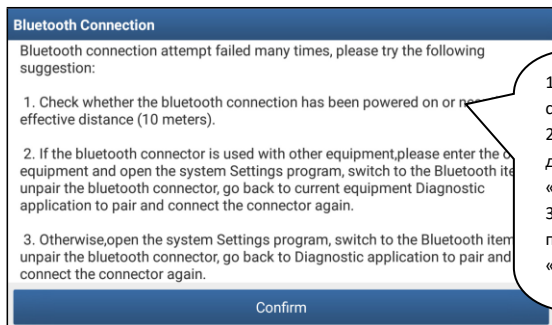 Bluetooth Connection
Bluetooth connection attempt failed many times, please try the following
suggestion:
1. Check whether the bluetooth connection has been powered on or
effective distance (10 meters).
2. If the bluetooth connector is used with other equipment,please enter the
equipment and open the system Settings program, switch to the Bluetooth
unpair the bluetooth connector, go back to current equipment Diagnostic
application to pair and connect the connector again.
3. Otherwise,open the system Settings program, switch to the Bluetooth item
unpair the bluetooth connector, go back to Diagnostic application to pair and
connect the connector again.
Confirm
1
2
д
«
3
п
«